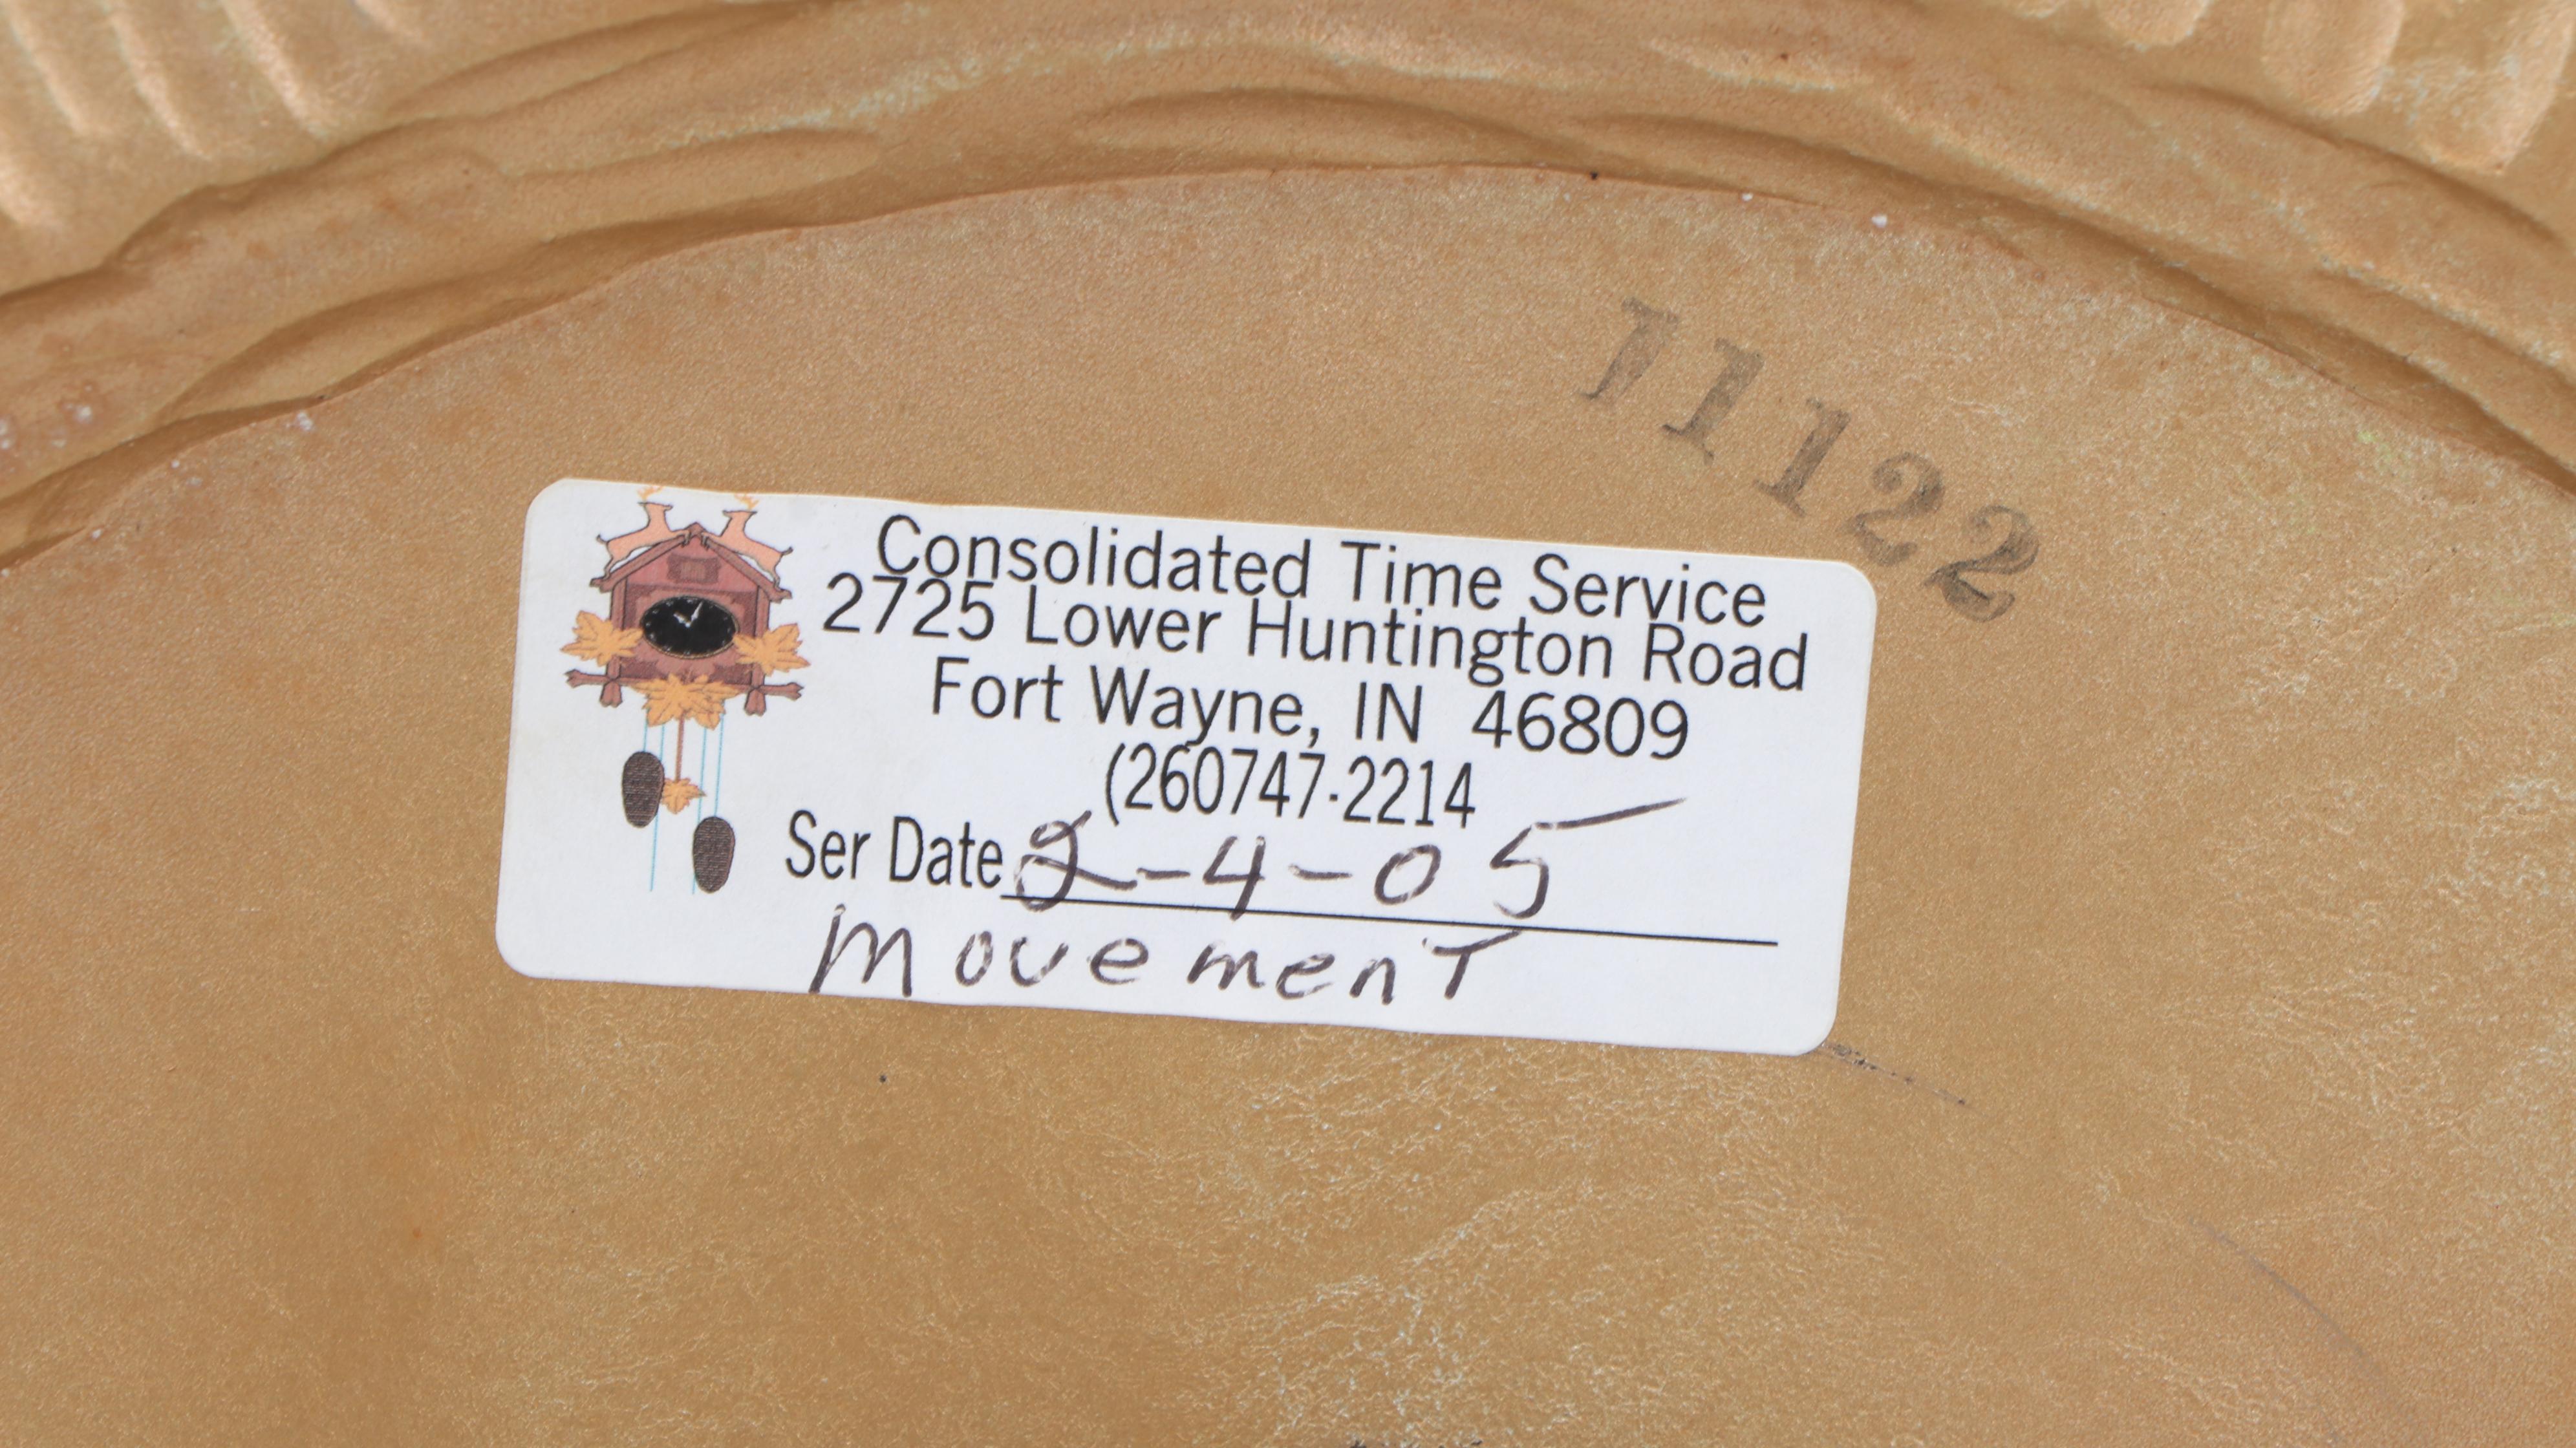 11122
Consolidated Time Service
2725 Lower Huntington Road
Fort Wayne, IN 46809
(260747-2214
Ser Date 2-4-05
Movement